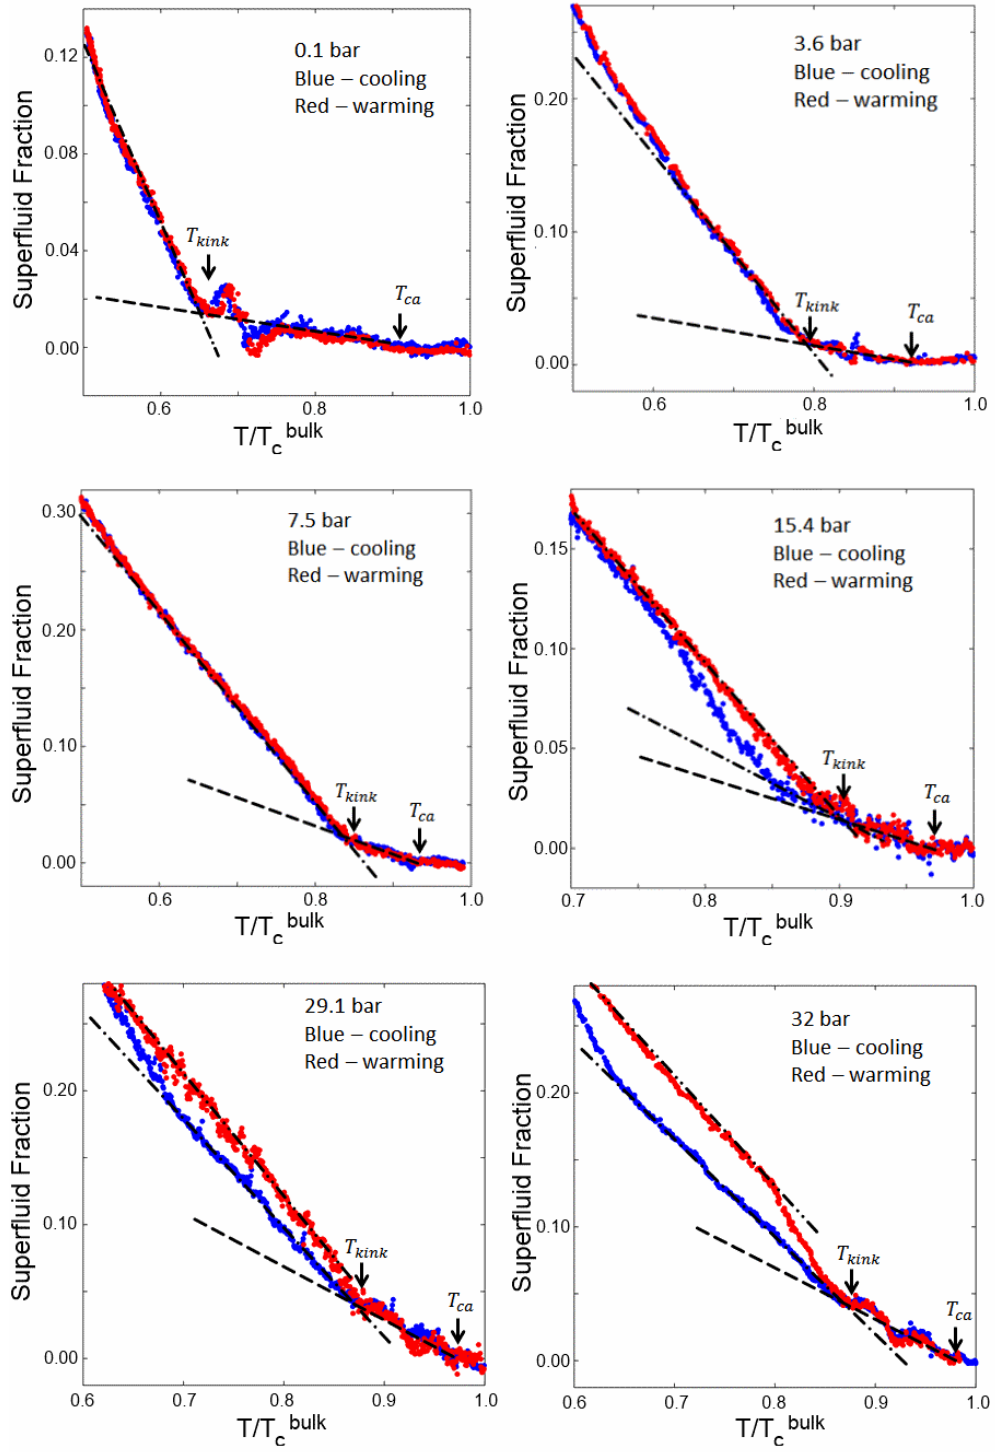 0.1 bar
Blue – cooling
Red – warming
T_kink
T_ca
Superfluid Fraction
0.12
0.08
0.04
0.00
0.6
0.8
1.0
T/T_c^bulk
3.6 bar
Blue – cooling
Red – warming
T_kink
T_ca
Superfluid Fraction
0.20
0.10
0.00
0.6
0.8
1.0
T/T_c^bulk
7.5 bar
Blue – cooling
Red – warming
T_kink
T_ca
Superfluid Fraction
0.30
0.20
0.10
0.00
0.6
0.8
1.0
T/T_c^bulk
15.4 bar
Blue – cooling
Red – warming
T_kink
T_ca
Superfluid Fraction
0.15
0.10
0.05
0.00
0.7
0.8
0.9
1.0
T/T_c^bulk
29.1 bar
Blue – cooling
Red – warming
T_kink
T_ca
Superfluid Fraction
0.20
0.10
0.00
0.6
0.7
0.8
0.9
1.0
T/T_c^bulk
32 bar
Blue – cooling
Red – warming
T_kink
T_ca
Superfluid Fraction
0.20
0.10
0.00
0.6
0.7
0.8
0.9
1.0
T/T_c^bulk